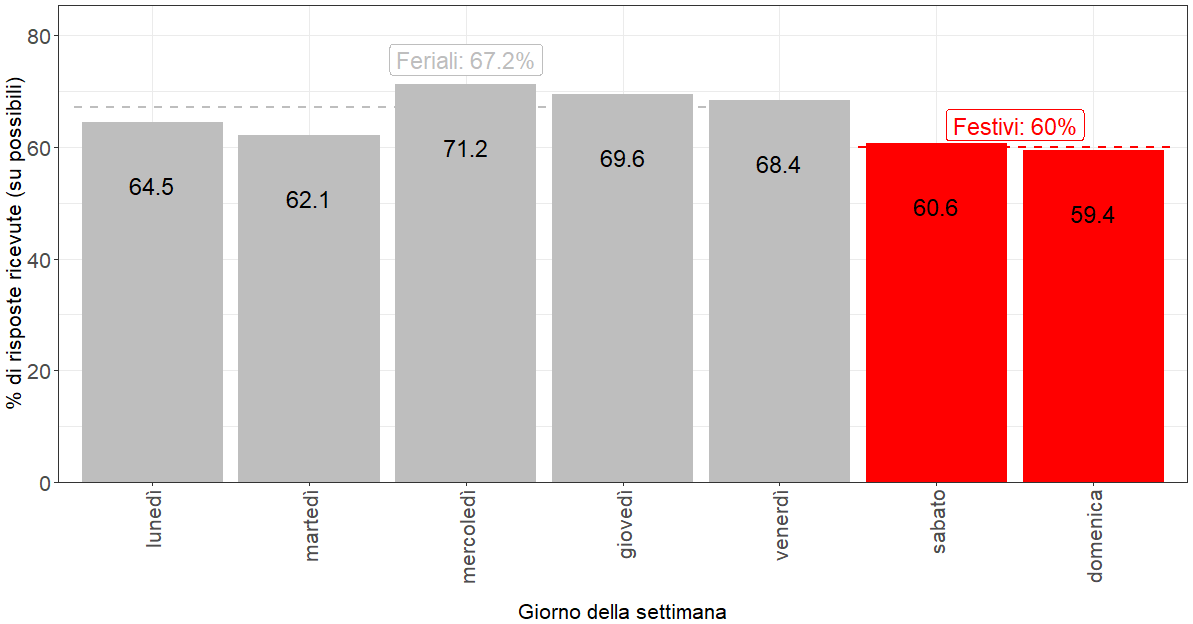 % di risposte ricevute (su possibili)
80
60
40
20
0
Feriali: 67.2%
Festivi: 60%
64.5
62.1
71.2
69.6
68.4
60.6
59.4
lunedì
martedì
mercoledì
giovedì
venerdì
sabato
domenica
Giorno della settimana